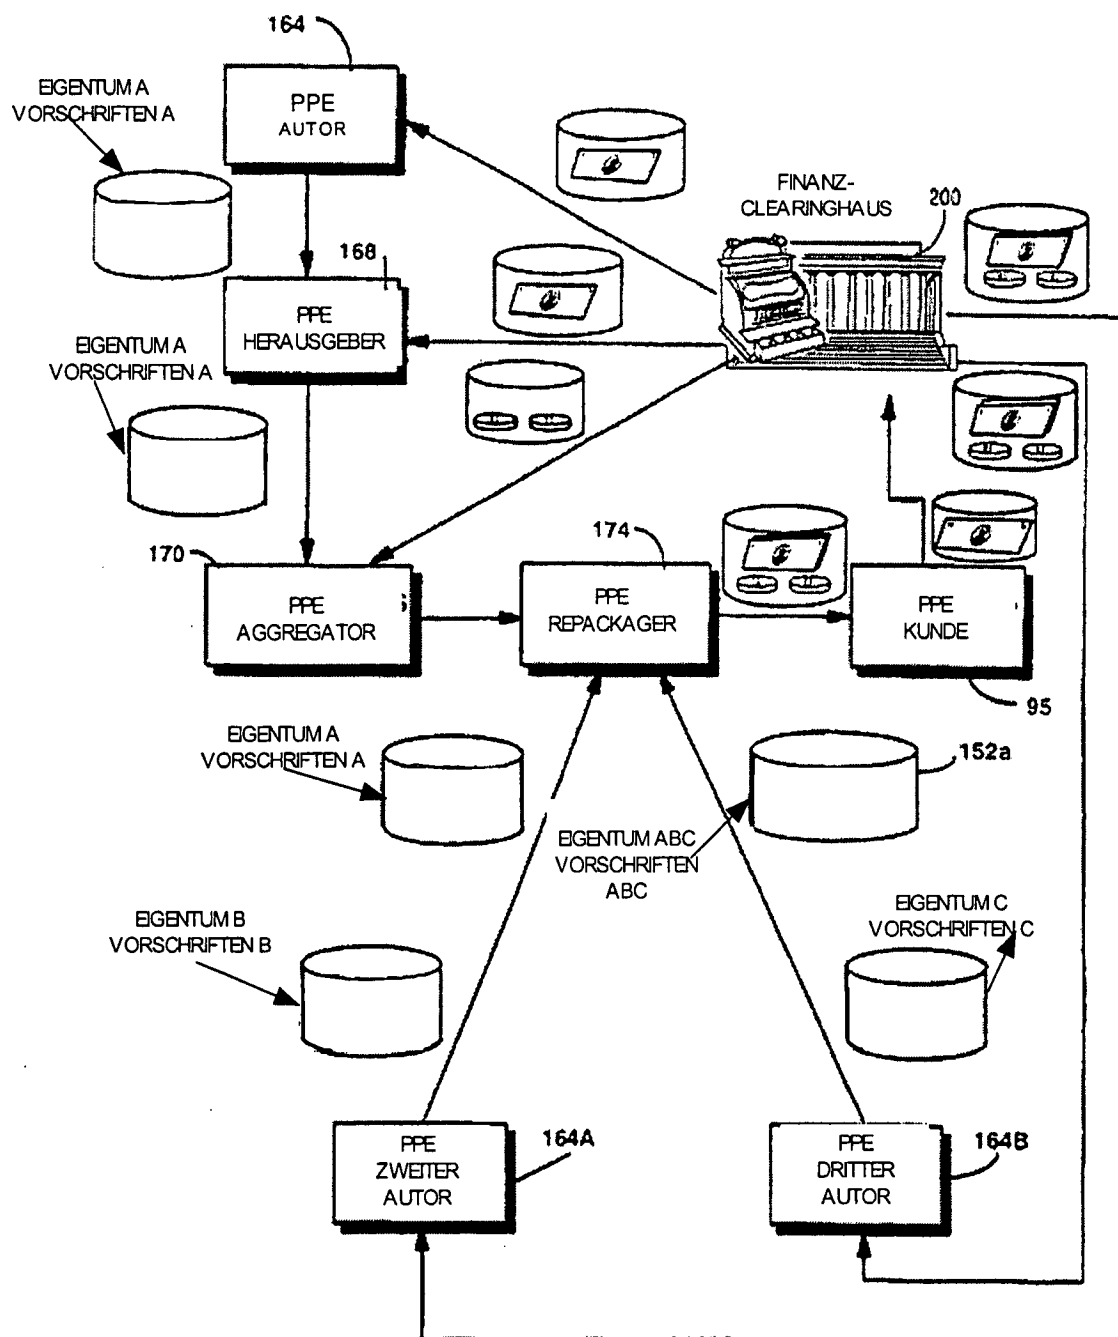 164
EIGENTUM A
VORSCHRIFTEN A
PPE
AUTOR
FINANZ-
CLEARINGHAUS
200
168
PPE
HERAUSGEBER
EIGENTUM A
VORSCHRIFTEN A
170
174
PPE
AGGREGATOR
PPE
REPACKAGER
PPE
KUNDE
95
EIGENTUM A
VORSCHRIFTEN A
152a
EIGENTUM ABC
VORSCHRIFTEN
ABC
EIGENTUM B
VORSCHRIFTEN B
EIGENTUM C
VORSCHRIFTEN C
PPE
ZWEITER
AUTOR
164A
PPE
DRITTER
AUTOR
164B